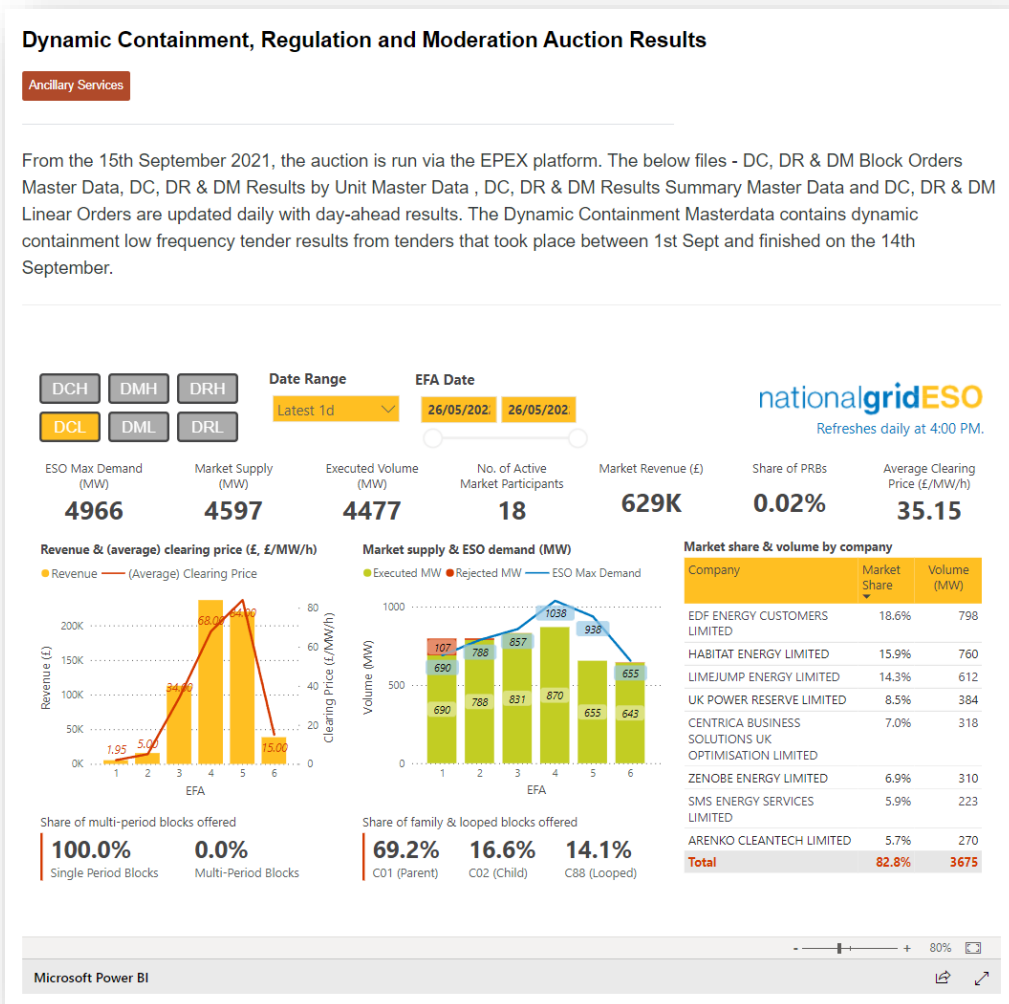 Dynamic Containment, Regulation and Moderation Auction Results
Ancillary Services
From the 15th September 2021, the auction is run via the EPEX platform. The below files - DC, DR & DM Block Orders
Master Data, DC, DR & DM Results by Unit Master Data , DC, DR & DM Results Summary Master Data and DC, DR & DM
Linear Orders are updated daily with day-ahead results. The Dynamic Containment Masterdata contains dynamic
containment low frequency tender results from tenders that took place between 1st Sept and finished on the 14th
September.
DCH DMH DRH
DCL DML DRL
Date Range
Latest 1d
EFA Date
26/05/202 26/05/202
nationalgridESO
Refreshes daily at 4:00 PM.
ESO Max Demand
(MW)
4966
Market Supply
(MW)
4597
Executed Volume
(MW)
4477
No. of Active
Market Participants
18
Market Revenue (£)
629K
Share of PRBs
0.02%
Average Clearing
Price (£/MW/h)
35.15
Revenue & (average) clearing price (£, £/MW/h)
Revenue (Average) Clearing Price
Revenue (£)
200K
150K
100K
50K
0K
1.95 5.00 34.00 68.00 84.00 15.00
80
60
40
20
0
Clearing Price (£/MW/h)
1 2 3 4 5 6
EFA
Market supply & ESO demand (MW)
Executed MW Rejected MW ESO Max Demand
Volume (MW)
1000
500
0
107
690 788 857 1038 938 655
690 788 831 870 655 643
1 2 3 4 5 6
EFA
Market share & volume by company
Company Market Share Volume (MW)
EDF ENERGY CUSTOMERS LIMITED 18.6% 798
HABITAT ENERGY LIMITED 15.9% 760
LIMEJUMP ENERGY LIMITED 14.3% 612
UK POWER RESERVE LIMITED 8.5% 384
CENTRICA BUSINESS SOLUTIONS UK OPTIMISATION LIMITED 7.0% 318
ZENOBE ENERGY LIMITED 6.9% 310
SMS ENERGY SERVICES LIMITED 5.9% 223
ARENKO CLEANTECH LIMITED 5.7% 270
Total 82.8% 3675
Share of multi-period blocks offered
100.0% 0.0%
Single Period Blocks Multi-Period Blocks
Share of family & looped blocks offered
69.2% 16.6% 14.1%
C01 (Parent) C02 (Child) C88 (Looped)
- + 80%
Microsoft Power BI